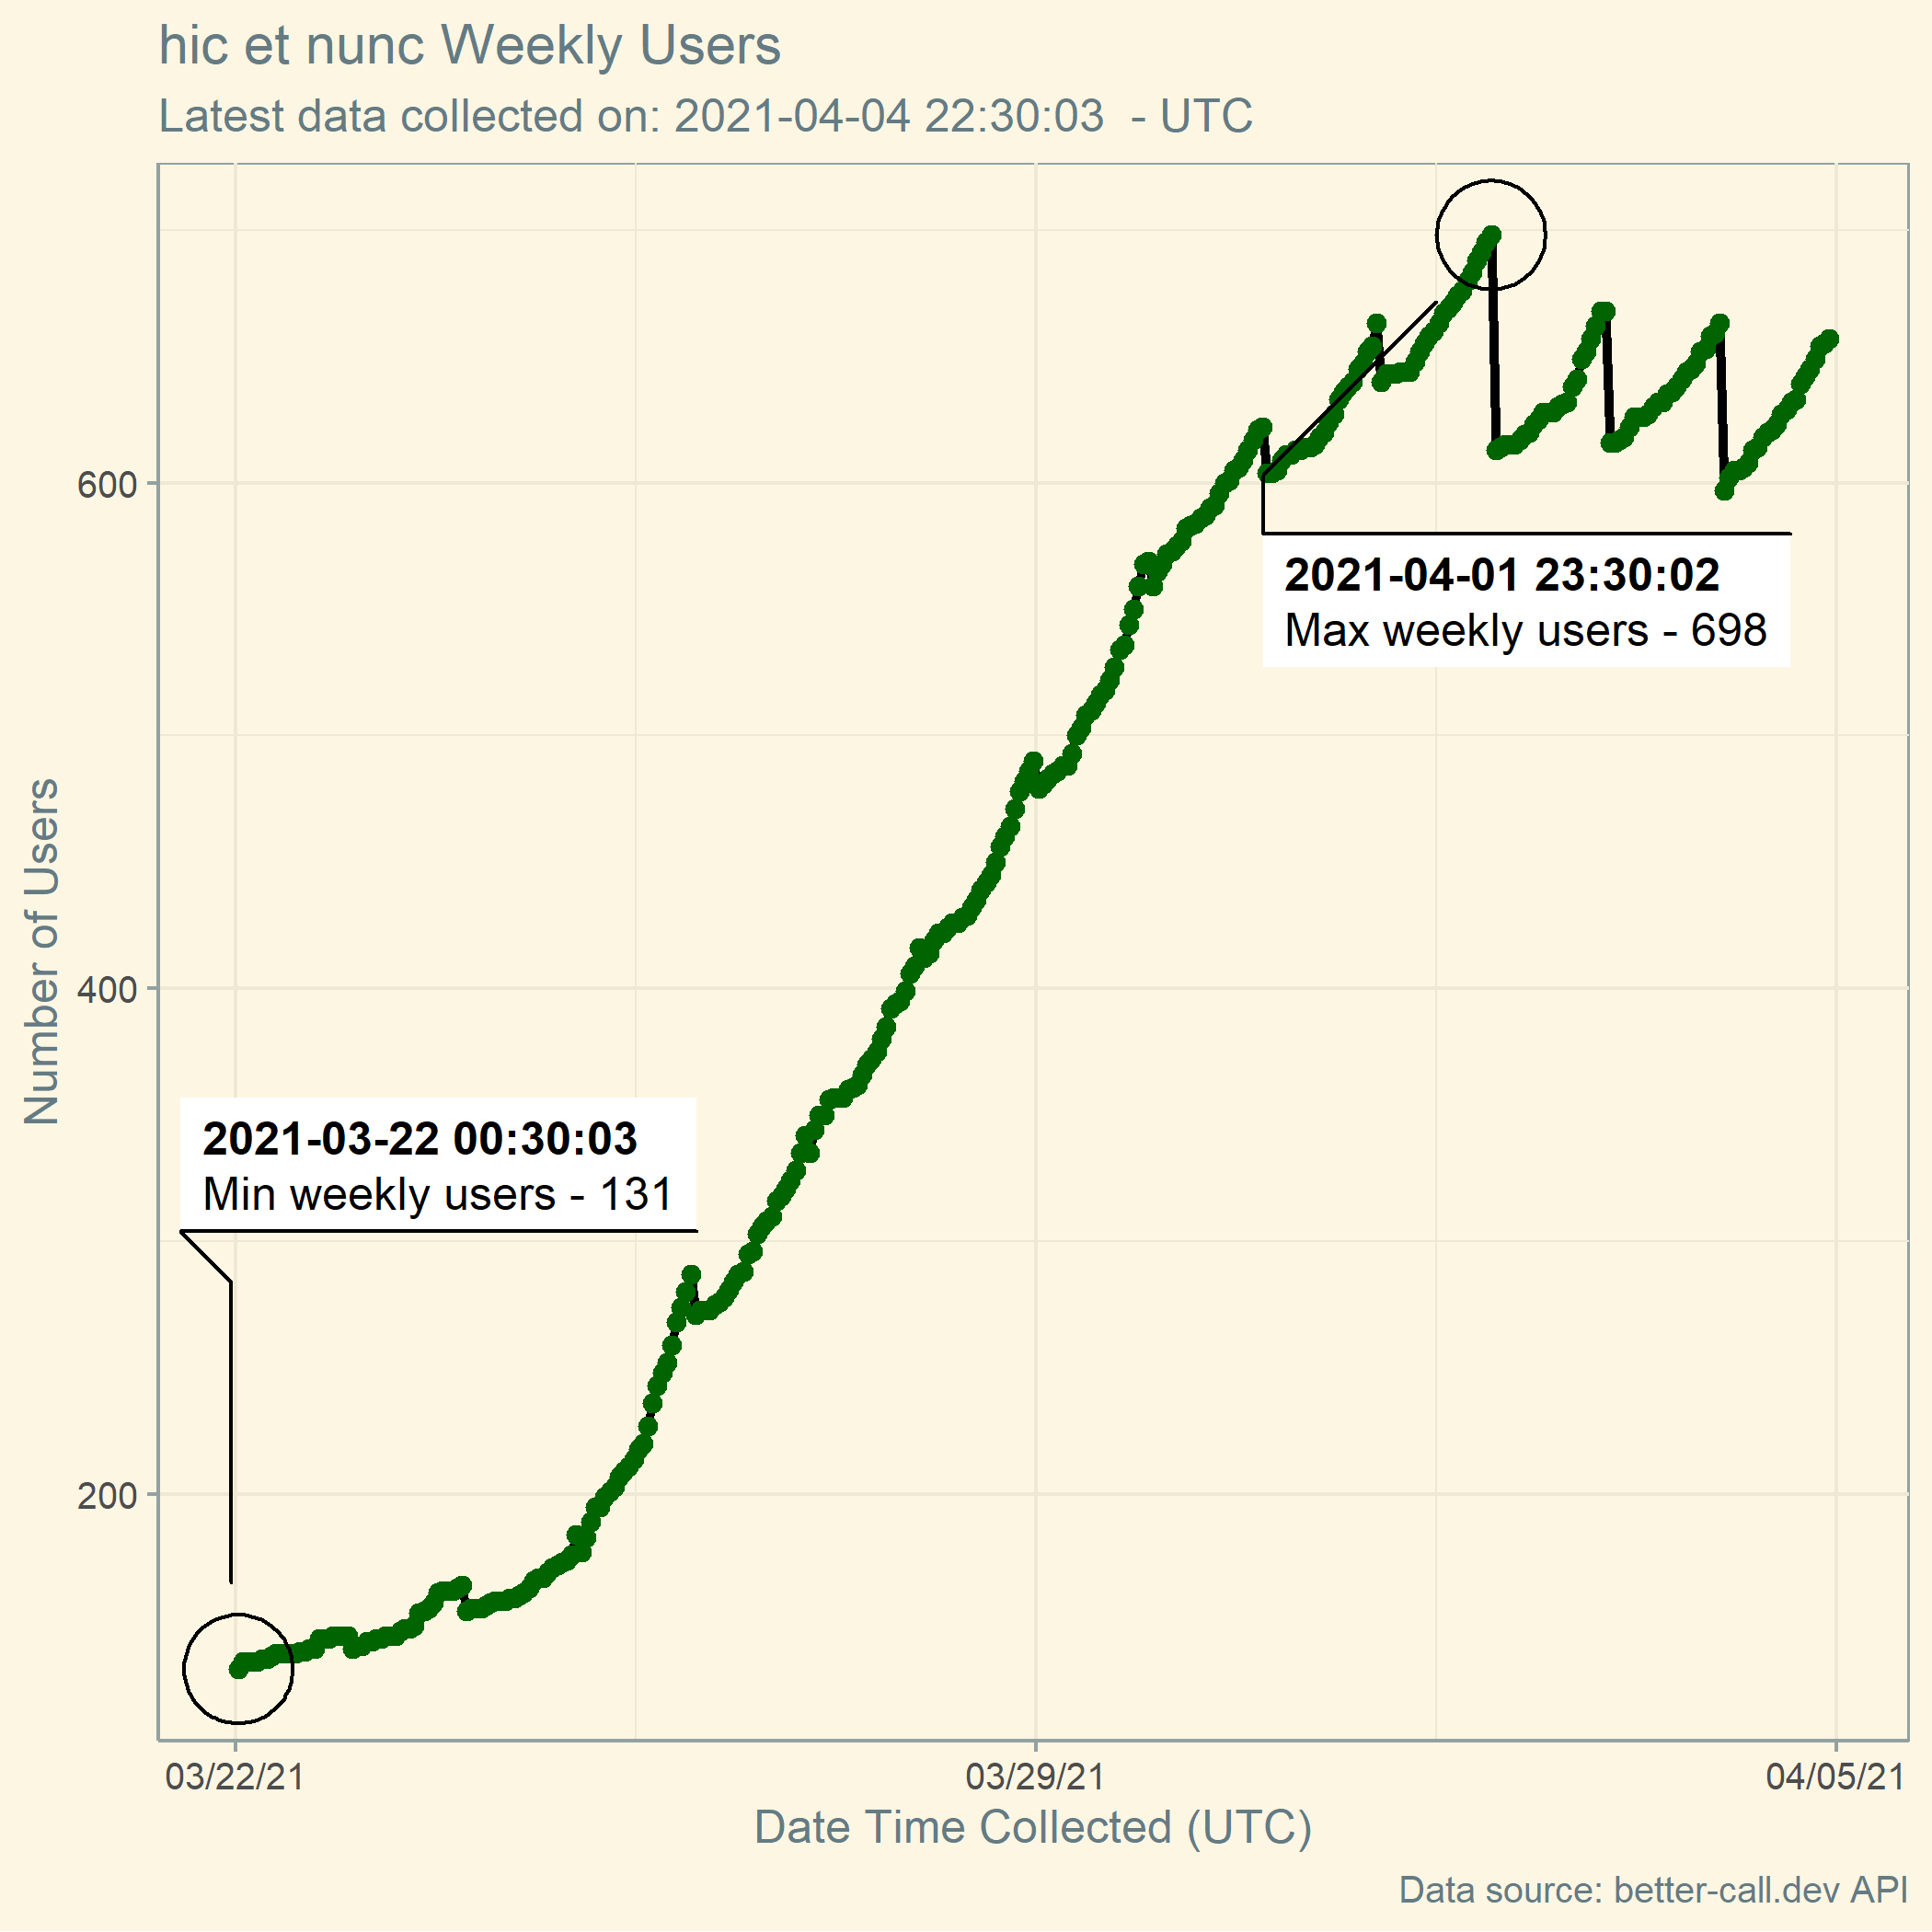 hic et nunc Weekly Users
Latest data collected on: 2021-04-04 22:30:03  - UTC
Number of Users
600
400
200
2021-04-01 23:30:02
Max weekly users - 698
2021-03-22 00:30:03
Min weekly users - 131
03/22/21
03/29/21
04/05/21
Date Time Collected (UTC)
Data source: better-call.dev API